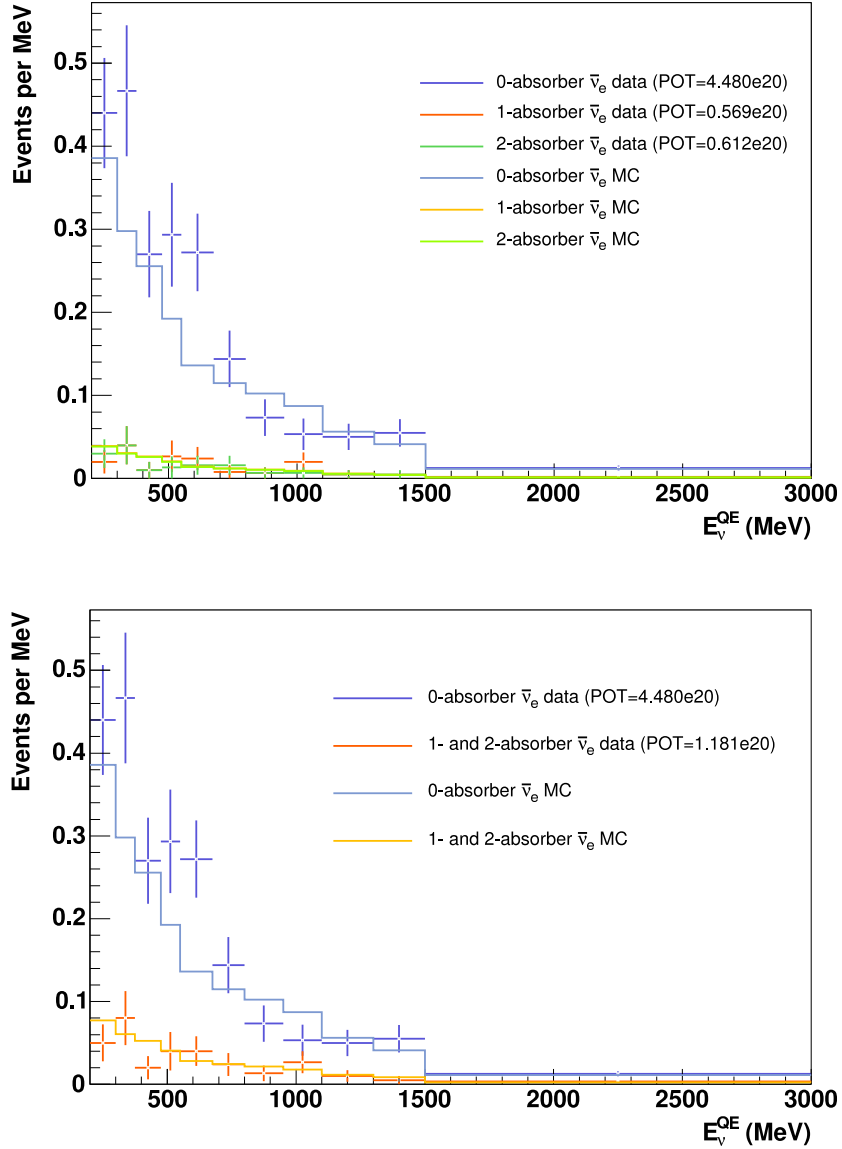 Events per MeV
0.5
0.4
0.3
0.2
0.1
0
0-absorber ν̅e data (POT=4.480e20)
1-absorber ν̅e data (POT=0.569e20)
2-absorber ν̅e data (POT=0.612e20)
0-absorber ν̅e MC
1-absorber ν̅e MC
2-absorber ν̅e MC
500 1000 1500 2000 2500 3000
EνQE (MeV)
Events per MeV
0.5
0.4
0.3
0.2
0.1
0
0-absorber ν̅e data (POT=4.480e20)
1- and 2-absorber ν̅e data (POT=1.181e20)
0-absorber ν̅e MC
1- and 2-absorber ν̅e MC
500 1000 1500 2000 2500 3000
EνQE (MeV)